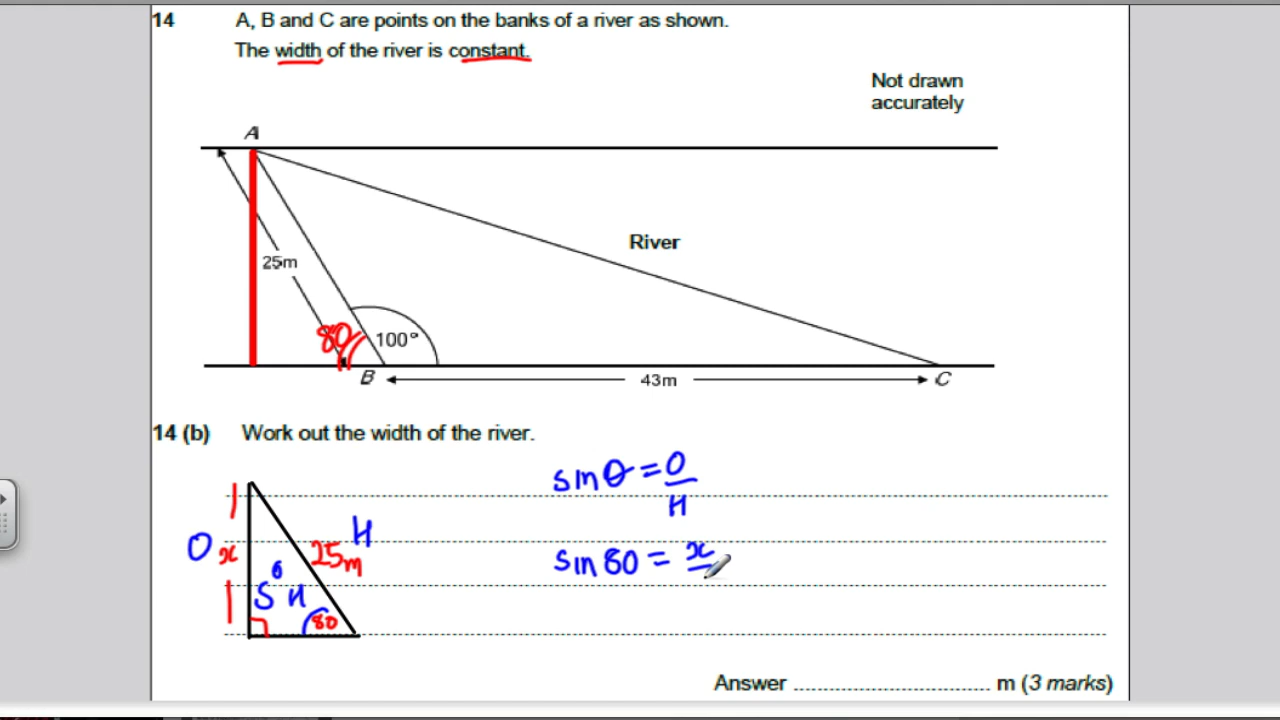 14 A, B and C are points on the banks of a river as shown.
The width of the river is constant.
Not drawn
accurately
A
River
25m
80
100°
B
43m
C
14 (b) Work out the width of the river.
sinθ = O
H
O x
H
25m
sin 80 = x
O
S H
80
Answer ................................ m (3 marks)